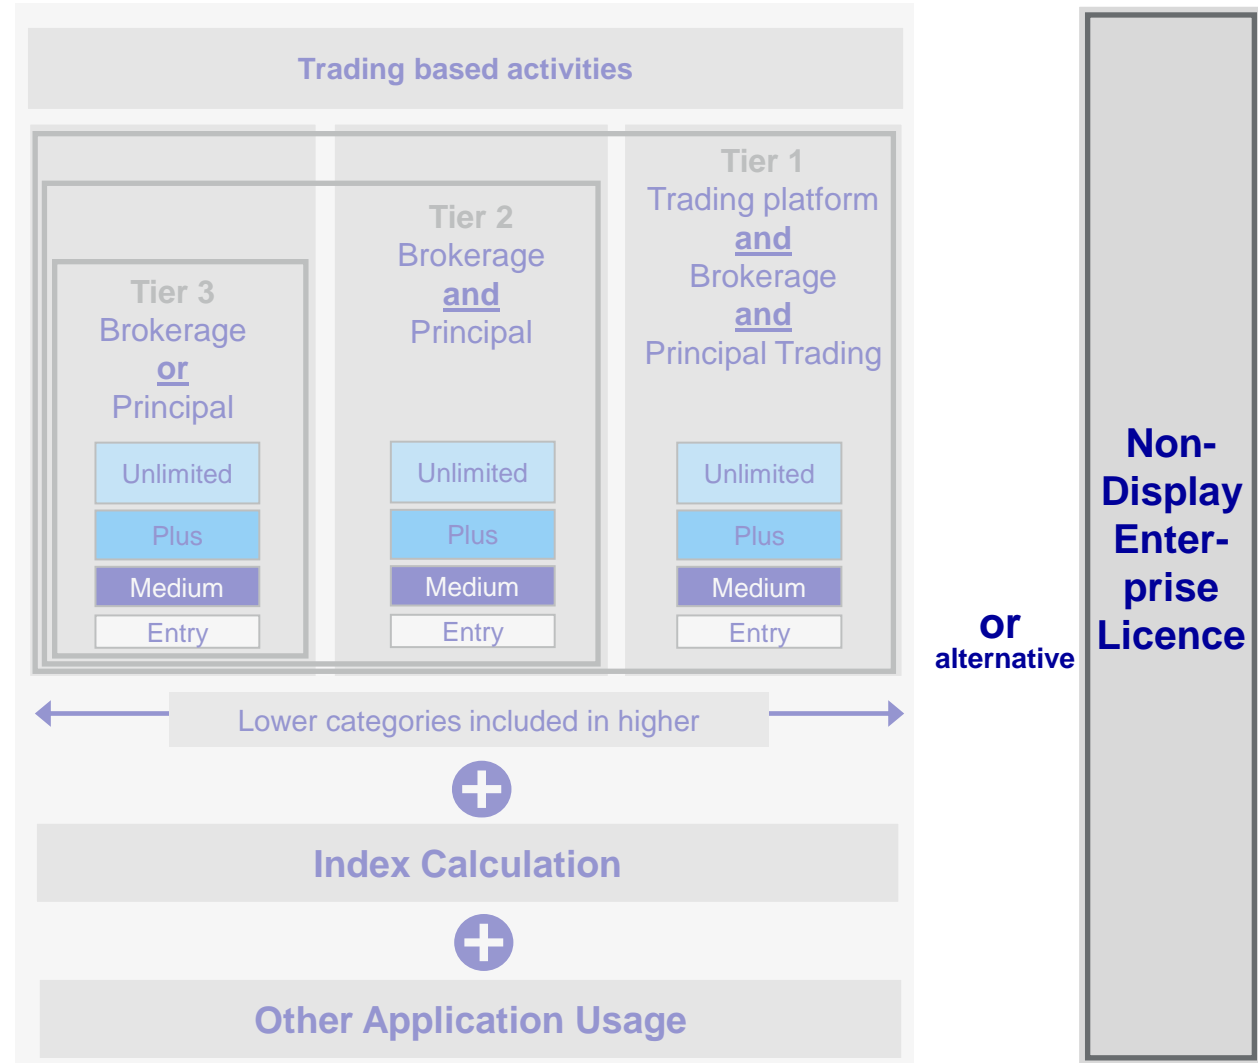 Trading based activities
Tier 3
Brokerage
or
Principal
Unlimited
Plus
Medium
Entry
Tier 2
Brokerage
and
Principal
Unlimited
Plus
Medium
Entry
Tier 1
Trading platform
and
Brokerage
and
Principal Trading
Unlimited
Plus
Medium
Entry
Lower categories included in higher
Index Calculation
Other Application Usage
or
alternative
Non-
Display
Enter-
prise
Licence